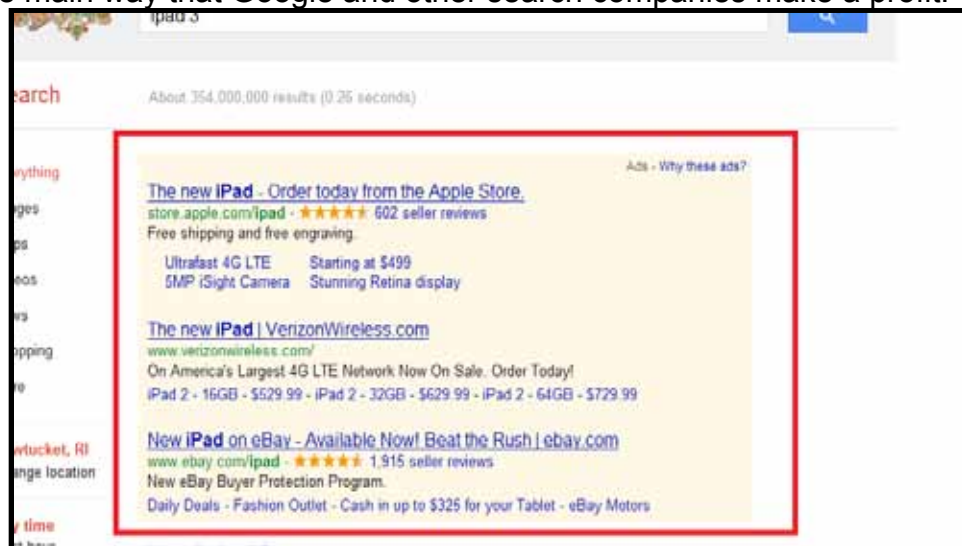 main way that Google and other search companies make a profit.
ipad 3
earch
About 354,000,000 results (0.26 seconds)
Ads - Why these ads?
The new iPad - Order today from the Apple Store.
store.apple.com/ipad - 602 seller reviews
Free shipping and free engraving.
Ultrafast 4G LTE Starting at $499
5MP iSight Camera Stunning Retina display
The new iPad | VerizonWireless.com
www.verizonwireless.com/
On America's Largest 4G LTE Network Now On Sale. Order Today!
iPad 2 - 16GB - $529.99 - iPad 2 - 32GB - $629.99 - iPad 2 - 64GB - $729.99
New iPad on eBay - Available Now! Beat the Rush | ebay.com
www.ebay.com/ipad - 1,915 seller reviews
New eBay Buyer Protection Program.
Daily Deals - Fashion Outlet - Cash in up to $325 for your Tablet - eBay Motors
rything
ges
ps
eos
ws
opping
re
wtucket, RI
ange location
y time